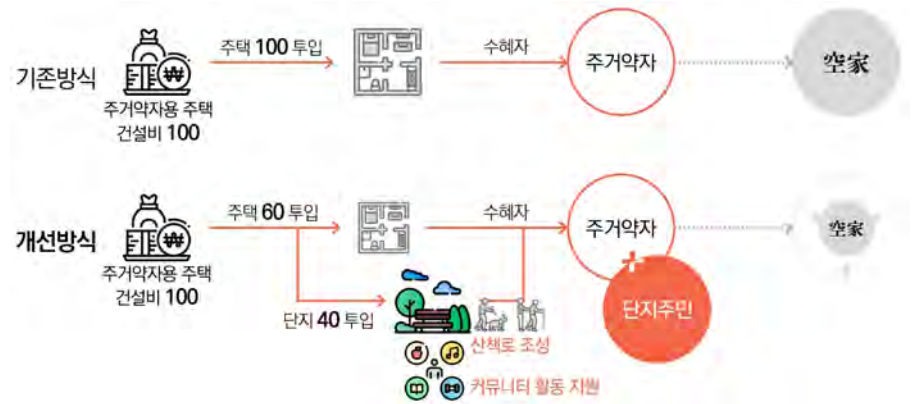 주택 100 투입
수혜자
기존방식
₩
주거약자용 주택
건설비 100
주거약자
空家
주택 60 투입
수혜자
개선방식
₩
주거약자용 주택
건설비 100
주거약자
空家
단지 40 투입
단지주민
산책로 조성
커뮤니티 활동 지원